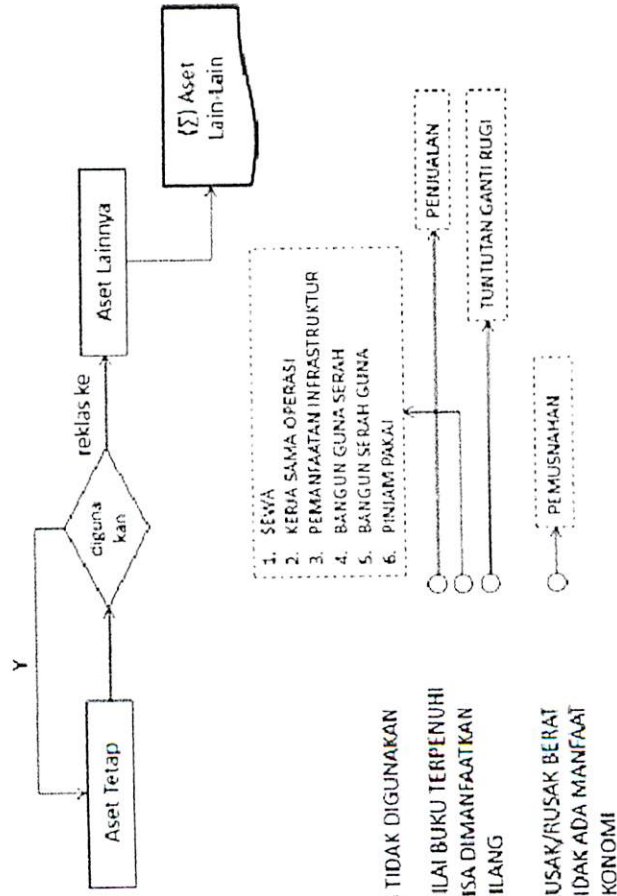 Y
Aset Tetap
diguna
kan
reklas ke
Aset Lainnya
(Σ) Aset
Lain-Lain
1. SEWA
2. KERJA SAMA OPERASI
3. PEMANFAATAN INFRASTRUKTUR
4. BANGUN GUNA SERAH
5. BANGUN SERAH GUNA
6. PINJAM PAKAI
TIDAK DIGUNAKAN
ILAI BUKU TERPENUHI
ISA DIMANFAATKAN
ILANG
PENJUALAN
TUNTUTAN GANTI RUGI
USAK/RUSAK BERAT
IDAK ADA MANFAAT
KONOMI
PEMUSNAHAN